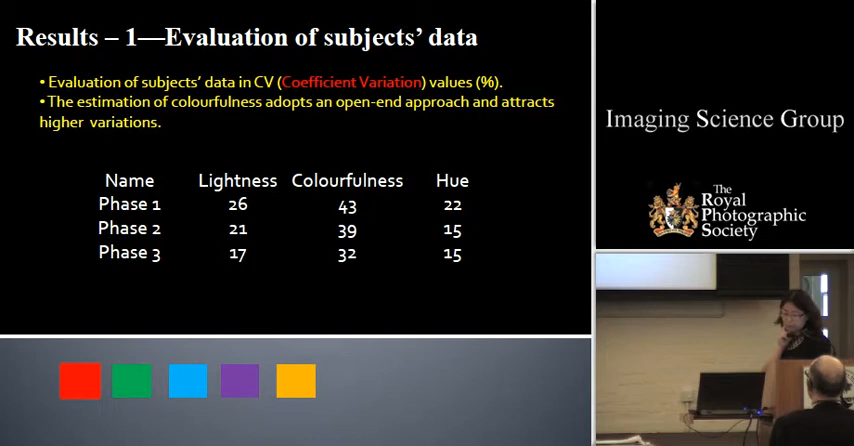 Results – 1—Evaluation of subjects’ data
• Evaluation of subjects’ data in CV (Coefficient Variation) values (%).
• The estimation of colourfulness adopts an open-end approach and attracts
higher variations.
Name Lightness Colourfulness Hue
Phase 1 26 43 22
Phase 2 21 39 15
Phase 3 17 32 15
Imaging Science Group
The
Royal
Photographic
Society